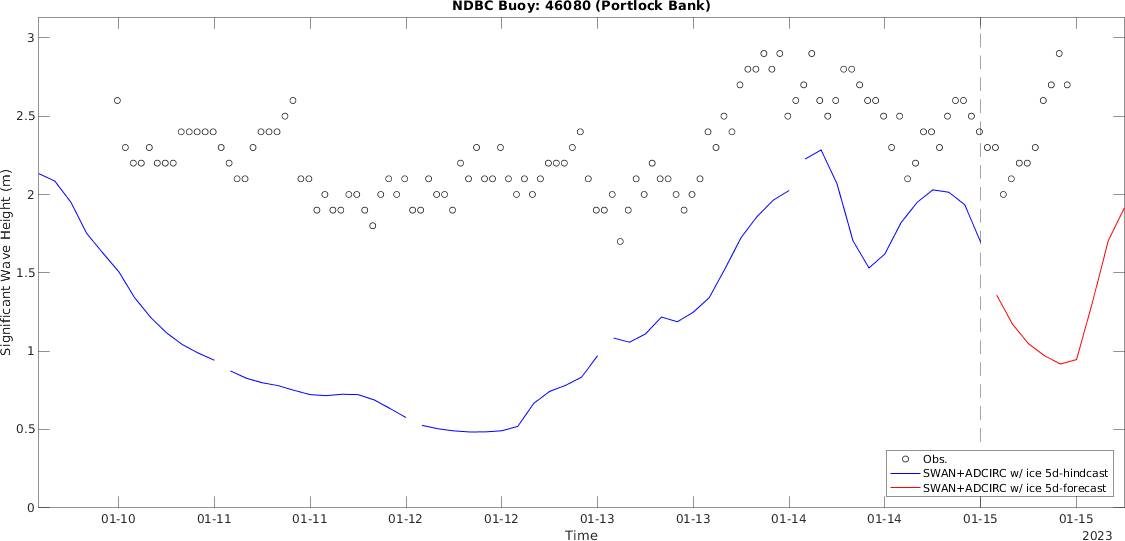 NDBC Buoy: 46080 (Portlock Bank)
3
2.5
2
1.5
1
0.5
0
Significant Wave Height (m)
Obs.
SWAN+ADCIRC w/ ice 5d-hindcast
SWAN+ADCIRC w/ ice 5d-forecast
01-10 01-11 01-11 01-12 01-12 01-13 01-13 01-14 01-14 01-15 01-15
Time
2023